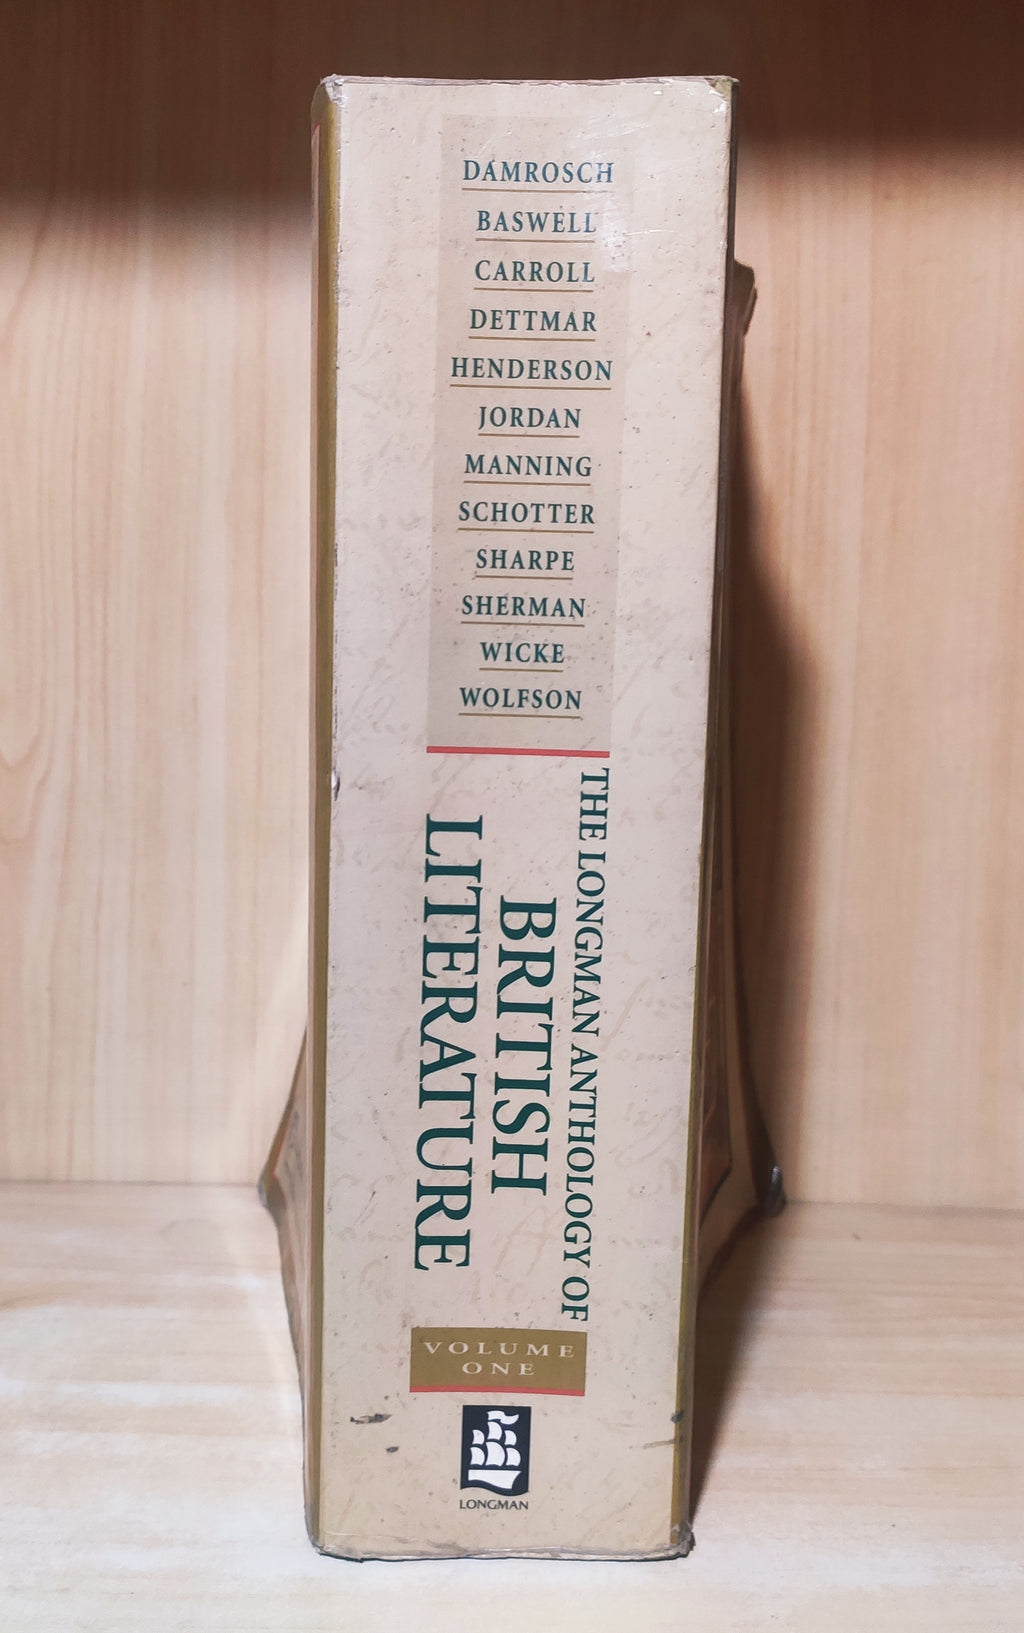 DAMROSCH
BASWELL
CARROLL
DETTMAR
HENDERSON
JORDAN
MANNING
SCHOTTER
SHARPE
SHERMAN
WICKE
WOLFSON
THE LONGMAN ANTHOLOGY OF
BRITISH
LITERATURE
VOLUME
ONE
LONGMAN